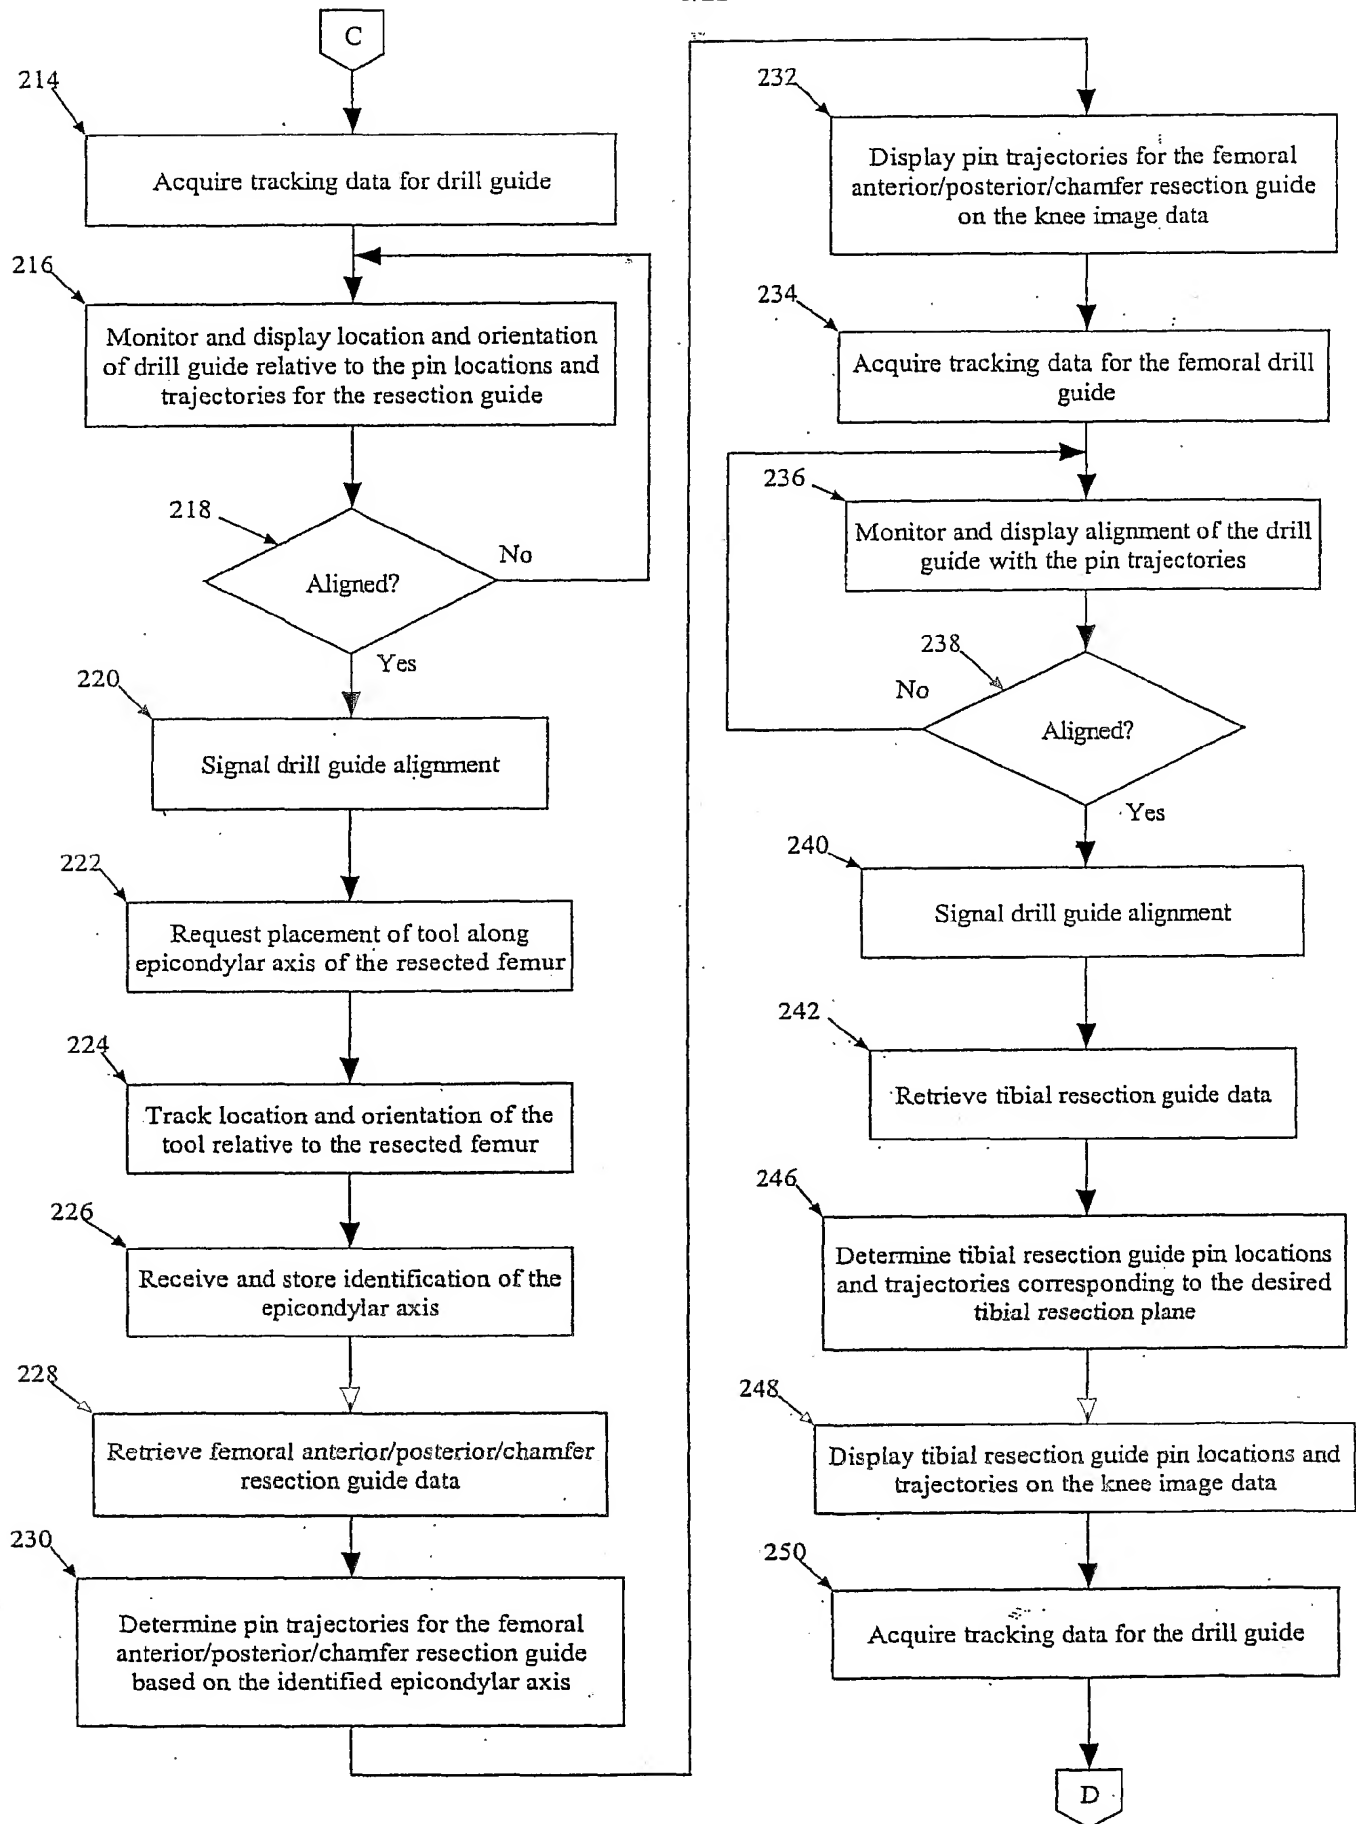 C
214
Acquire tracking data for drill guide
216
Monitor and display location and orientation
of drill guide relative to the pin locations and
trajectories for the resection guide
218
Aligned?
No
Yes
220
Signal drill guide alignment
222
Request placement of tool along
epicondylar axis of the resected femur
224
Track location and orientation of the
tool relative to the resected femur
226
Receive and store identification of the
epicondylar axis
228
Retrieve femoral anterior/posterior/chamfer
resection guide data
230
Determine pin trajectories for the femoral
anterior/posterior/chamfer resection guide
based on the identified epicondylar axis
232
Display pin trajectories for the femoral
anterior/posterior/chamfer resection guide
on the knee image data
234
Acquire tracking data for the femoral drill
guide
236
Monitor and display alignment of the drill
guide with the pin trajectories
238
No
Aligned?
Yes
240
Signal drill guide alignment
242
Retrieve tibial resection guide data
246
Determine tibial resection guide pin locations
and trajectories corresponding to the desired
tibial resection plane
248
Display tibial resection guide pin locations and
trajectories on the knee image data
250
Acquire tracking data for the drill guide
D